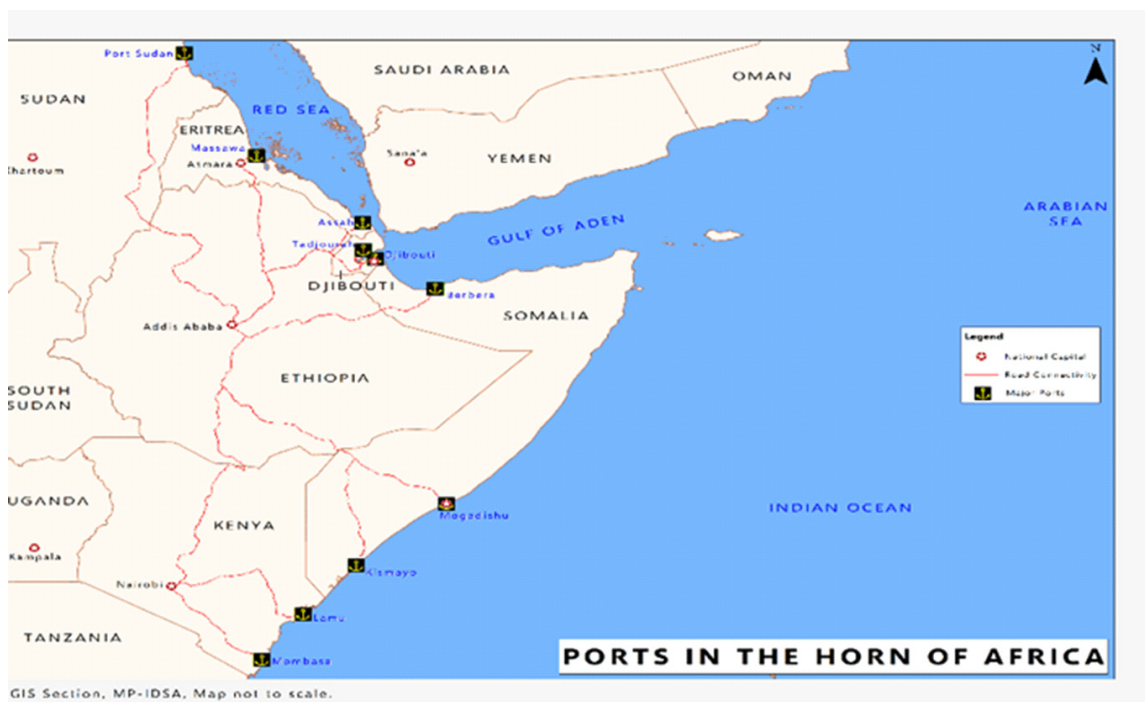 Port Sudan
SAUDI ARABIA
OMAN
N
SUDAN
RED SEA
ERITREA
Massawa
Asmara
Sana'a
YEMEN
Khartoum
ARABIAN
SEA
Assab
GULF OF ADEN
Tadjourah
Djibouti
DJIBOUTI
Berbera
SOMALIA
Addis Ababa
Legend
National Capital
Road Connectivity
Major Ports
ETHIOPIA
SOUTH
SUDAN
UGANDA
Mogadishu
INDIAN OCEAN
KENYA
Kampala
Kismayo
Nairobi
Lamu
TANZANIA
Mombasa
PORTS IN THE HORN OF AFRICA
GIS Section, MP-IDSA, Map not to scale.